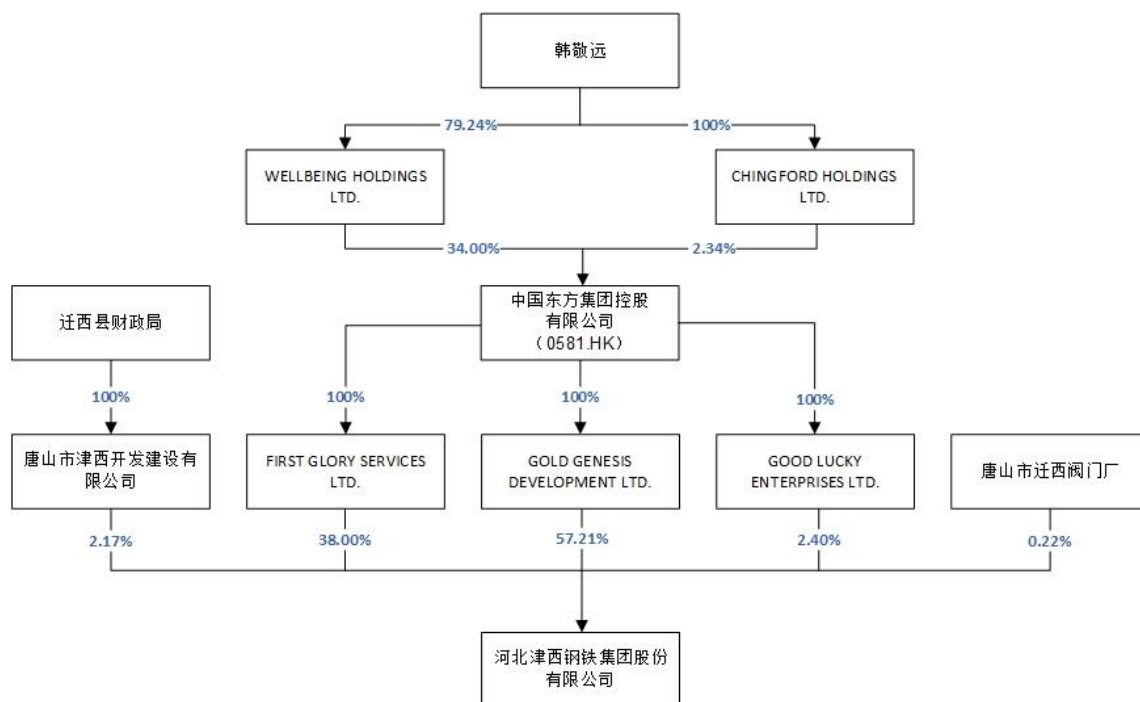 韩敬远
79.24%
100%
WELLBEING HOLDINGS
LTD.
CHINGFORD HOLDINGS
LTD.
34.00%
2.34%
迁西县财政局
中国东方集团控股
有限公司
（0581.HK）
100%
100%
100%
100%
唐山市津西开发建设有
限公司
FIRST GLORY SERVICES
LTD.
GOLD GENESIS
DEVELOPMENT LTD.
GOOD LUCKY
ENTERPRISES LTD.
唐山市迁西阀门厂
2.17%
38.00%
57.21%
2.40%
0.22%
河北津西钢铁集团股份
有限公司